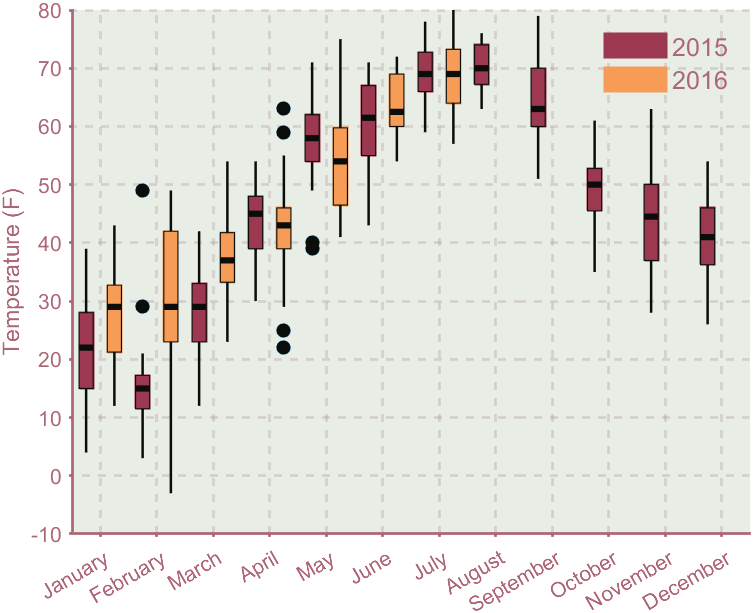 80
70
60
50
40
30
20
10
0
-10
Temperature (F)
2015
2016
January
February
March
April
May
June
July
August
September
October
November
December